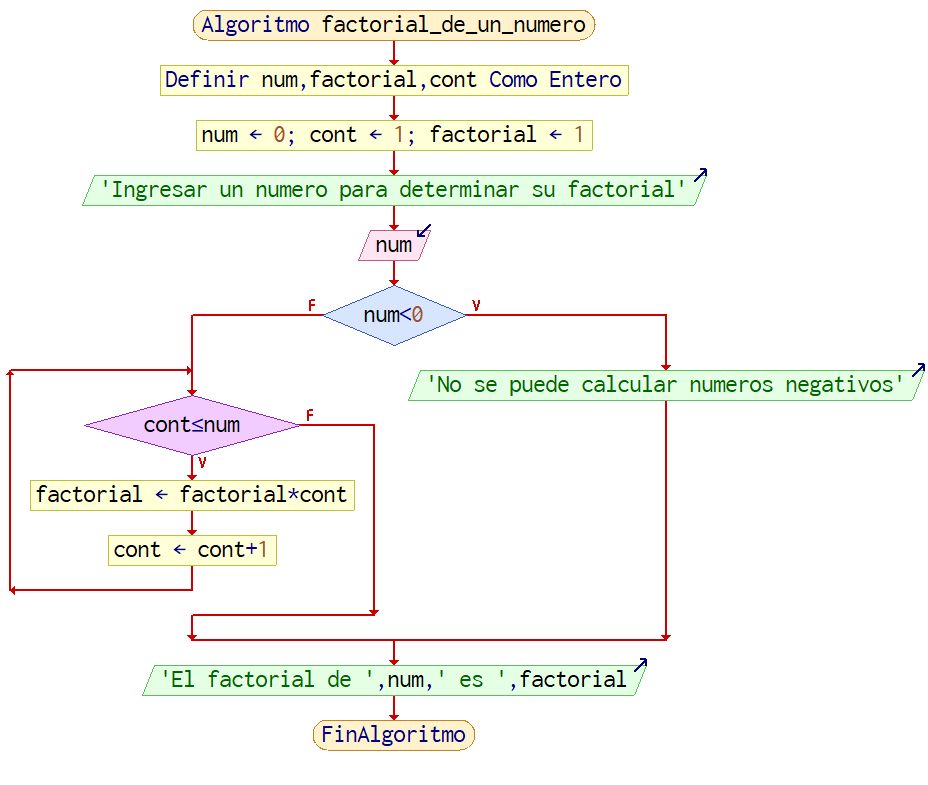 Algoritmo factorial_de_un_numero
Definir num,factorial,cont Como Entero
num ← 0; cont ← 1; factorial ← 1
'Ingresar un numero para determinar su factorial'
num
F
num<0
V
'No se puede calcular numeros negativos'
cont≤num
F
V
factorial ← factorial*cont
cont ← cont+1
'El factorial de ',num,' es ',factorial
FinAlgoritmo